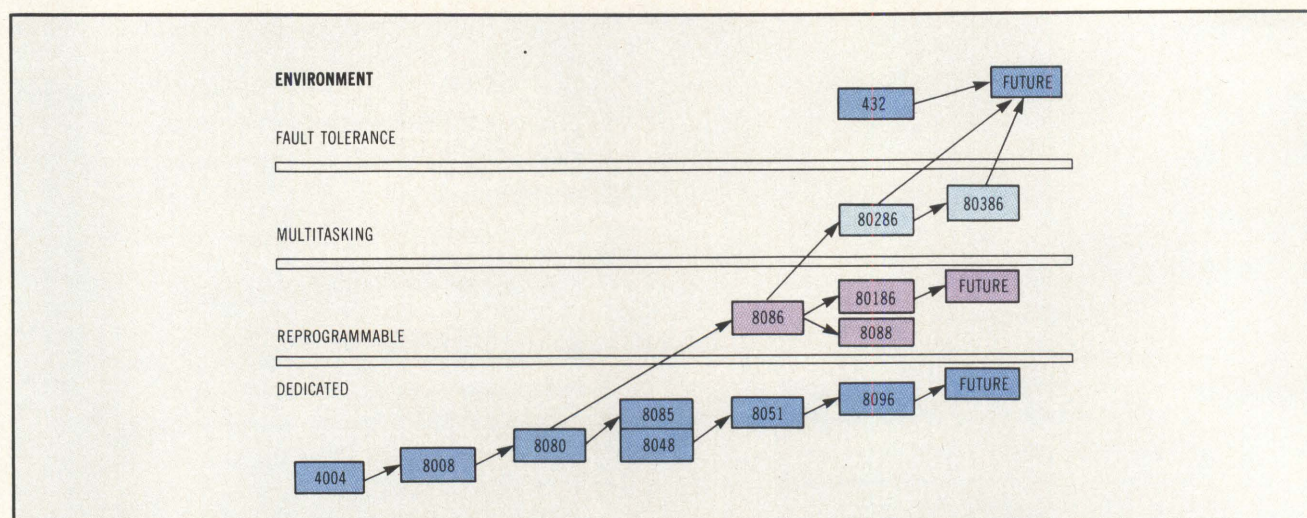 ENVIRONMENT
FUTURE
432
FAULT TOLERANCE
80386
80286
MULTITASKING
80186
FUTURE
8086
8088
REPROGRAMMABLE
DEDICATED
FUTURE
8096
8085
8051
8080
8048
8008
4004